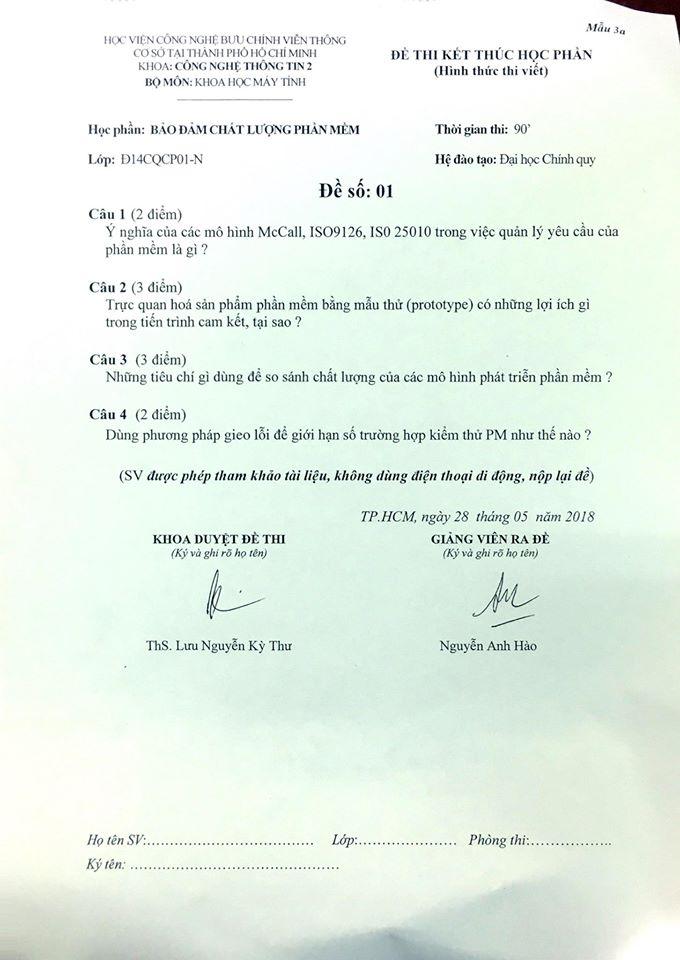 Mẫu 3a
HỌC VIỆN CÔNG NGHỆ BƯU CHÍNH VIỄN THÔNG
CƠ SỞ TẠI THÀNH PHỐ HỒ CHÍ MINH
KHOA: CÔNG NGHỆ THÔNG TIN 2
BỘ MÔN: KHOA HỌC MÁY TÍNH
ĐỀ THI KẾT THÚC HỌC PHẦN
(Hình thức thi viết)
Học phần: BẢO ĐẢM CHẤT LƯỢNG PHẦN MỀM
Thời gian thi: 90'
Lớp: Đ14CQCP01-N
Hệ đào tạo: Đại học Chính quy
Đề số: 01
Câu 1 (2 điểm)
Ý nghĩa của các mô hình McCall, ISO9126, IS0 25010 trong việc quản lý yêu cầu của
phần mềm là gì ?
Câu 2 (3 điểm)
Trực quan hoá sản phẩm phần mềm bằng mẫu thử (prototype) có những lợi ích gì
trong tiến trình cam kết, tại sao ?
Câu 3 (3 điểm)
Những tiêu chí gì dùng để so sánh chất lượng của các mô hình phát triễn phần mềm ?
Câu 4 (2 điểm)
Dùng phương pháp gieo lỗi để giới hạn số trường hợp kiểm thử PM như thế nào ?
(SV được phép tham khảo tài liệu, không dùng điện thoại di động, nộp lại đề)
TP.HCM, ngày 28 tháng 05 năm 2018
KHOA DUYỆT ĐỀ THI
(Ký và ghi rõ họ tên)
GIẢNG VIÊN RA ĐỀ
(Ký và ghi rõ họ tên)
ThS. Lưu Nguyễn Kỳ Thư
Nguyễn Anh Hào
Họ tên SV:................................. Lớp:.................... Phòng thi:................
Ký tên: ..........................................